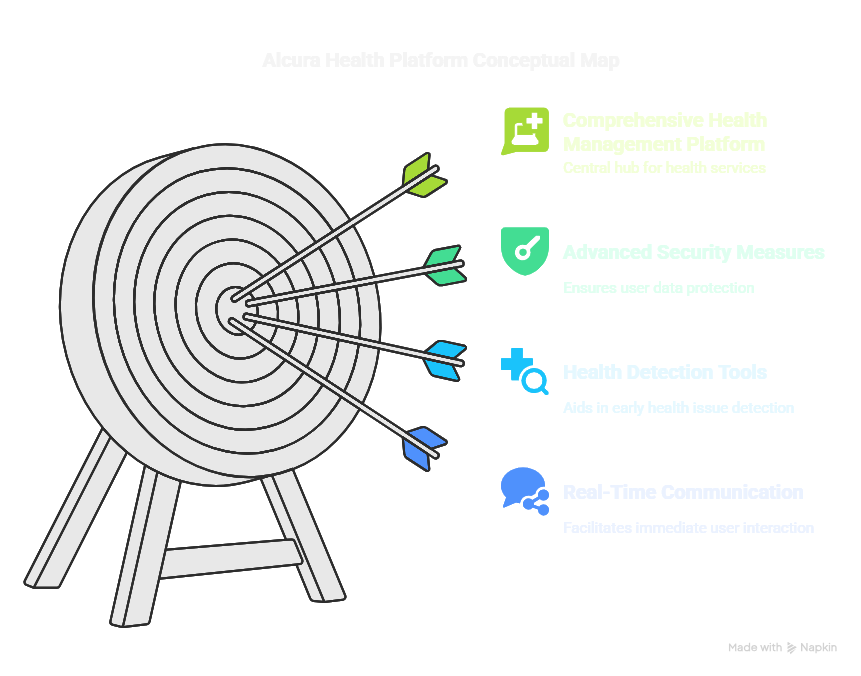 Alcura Health Platform Conceptual Map
Comprehensive Health
Management Platform
Central hub for health services
Advanced Security Measures
Ensures user data protection
Health Detection Tools
Aids in early health issue detection
Real-Time Communication
Facilitates immediate user interaction
Made with Napkin